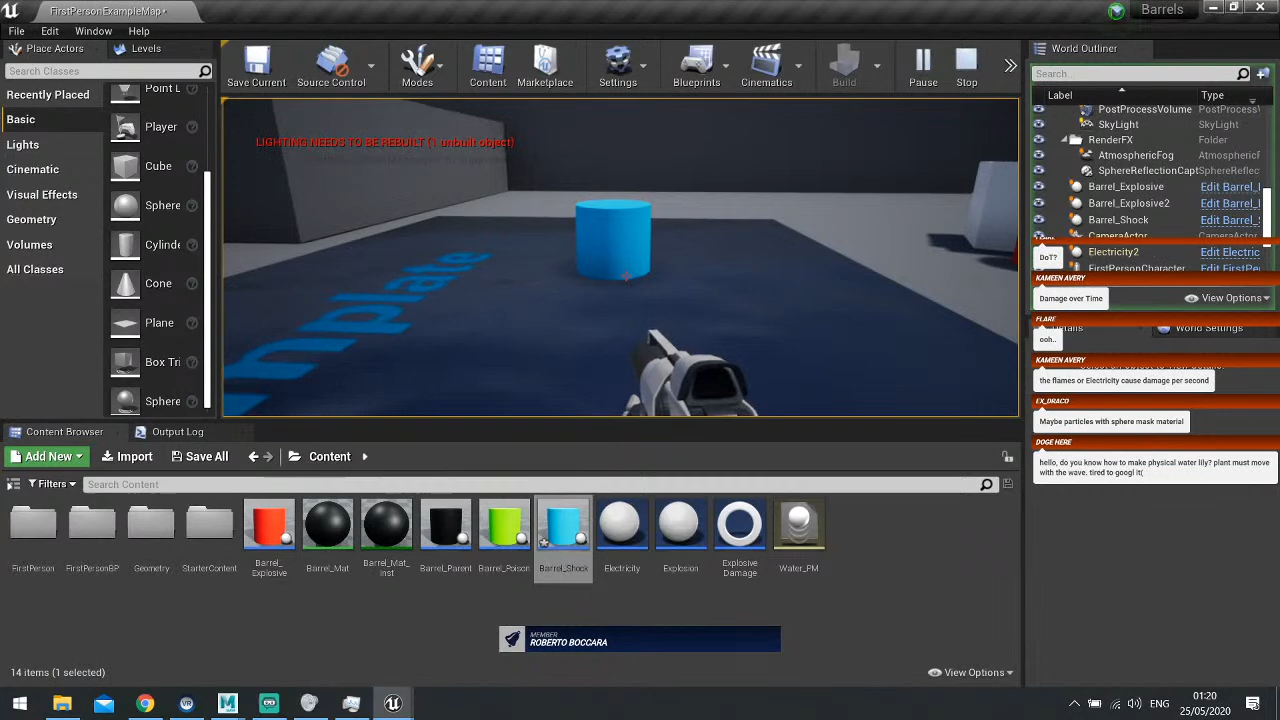 FirstPersonExampleMap•
Barrels
File
Edit
Window
Help
Place Actors
Levels
Search Classes
Recently Placed
Basic
Lights
Cinematic
Visual Effects
Geometry
Volumes
All Classes
Point L
Player
Cube
Sphere
Cylinde
Cone
Plane
Box Tri
Sphere
Save Current
Source Control
Modes
Content
Marketplace
Settings
Blueprints
Cinematics
Build
Pause
Stop
LIGHTING NEEDS TO BE REBUILT (1 unbuilt object)
nplate
World Outliner
Search...
Label
Type
PostProcessVolume
PostProcessV
SkyLight
SkyLight
RenderFX
Folder
AtmosphericFog
Atmosphericf
SphereReflectionCapt
SphereReflec
Barrel_Explosive
Edit Barrel_
Barrel_Explosive2
Edit Barrel_
Barrel_Shock
Edit Barrel_
CameraActor
CameraActor
Electricity2
Edit Electric
FirstPersonCharacter
Edit FirstPe
DoT?
KAMEEN AVERY
Damage over Time
View Options
FLARE
Details
World Settings
ooh..
KAMEEN AVERY
the flames or Electricity cause damage per second
EX_DRACO
Maybe particles with sphere mask material
DOGE HERE
hello, do you know how to make physical water lily? plant must move
with the wave. tired to googl it(
Content Browser
Output Log
Add New
Import
Save All
Content
Filters
Search Content
FirstPerson
FirstPersonBP
Geometry
StarterContent
Barrel_
Explosive
Barrel_Mat
Barrel_Mat_
Inst
Barrel_Parent
Barrel_Poison
Barrel_Shock
Electricity
Explosion
Explosive
Damage
Water_PM
MEMBER
ROBERTO BOCCARA
14 items (1 selected)
View Options
ENG
01:20
25/05/2020